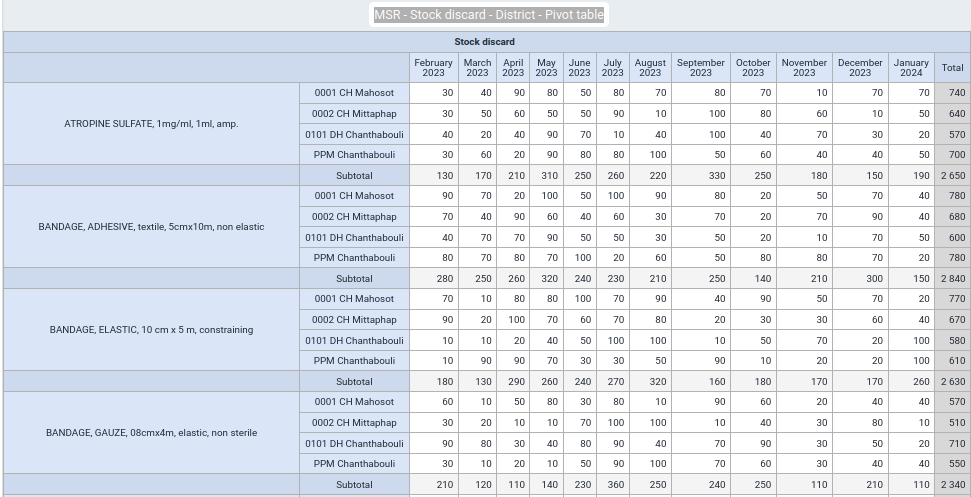 MSR - Stock discard - District - Pivot table
Stock discard
February 2023 March 2023 April 2023 May 2023 June 2023 July 2023 August 2023 September 2023 October 2023 November 2023 December 2023 January 2024 Total
ATROPINE SULFATE, 1mg/ml, 1ml, amp.
0001 CH Mahosot 30 40 90 80 50 80 70 80 70 10 70 70 740
0002 CH Mittaphap 30 50 60 50 50 90 10 100 80 60 10 50 640
0101 DH Chanthabouli 40 20 40 90 70 10 40 100 40 70 30 20 570
PPM Chanthabouli 30 60 20 90 80 80 100 50 60 40 40 50 700
Subtotal 130 170 210 310 250 260 220 330 250 180 150 190 2 650
BANDAGE, ADHESIVE, textile, 5cmx10m, non elastic
0001 CH Mahosot 90 70 20 100 50 100 90 80 20 50 70 40 780
0002 CH Mittaphap 70 40 90 60 40 60 30 70 20 70 90 40 680
0101 DH Chanthabouli 40 70 70 90 50 50 30 50 20 10 70 50 600
PPM Chanthabouli 80 70 80 70 100 20 60 50 80 80 70 20 780
Subtotal 280 250 260 320 240 230 210 250 140 210 300 150 2 840
BANDAGE, ELASTIC, 10 cm x 5 m, constraining
0001 CH Mahosot 70 10 80 80 100 70 90 40 90 50 70 20 770
0002 CH Mittaphap 90 20 100 70 60 70 80 20 30 30 60 40 670
0101 DH Chanthabouli 10 10 20 40 50 100 100 10 50 70 20 100 580
PPM Chanthabouli 10 90 90 70 30 30 50 90 10 20 20 100 610
Subtotal 180 130 290 260 240 270 320 160 180 170 170 260 2 630
BANDAGE, GAUZE, 08cmx4m, elastic, non sterile
0001 CH Mahosot 60 10 50 80 30 80 10 90 60 20 40 40 570
0002 CH Mittaphap 30 20 10 10 70 100 100 10 40 30 80 10 510
0101 DH Chanthabouli 90 80 30 40 80 90 40 70 90 30 50 20 710
PPM Chanthabouli 30 10 20 10 50 90 100 70 60 30 40 40 550
Subtotal 210 120 110 140 230 360 250 240 250 110 210 110 2 340